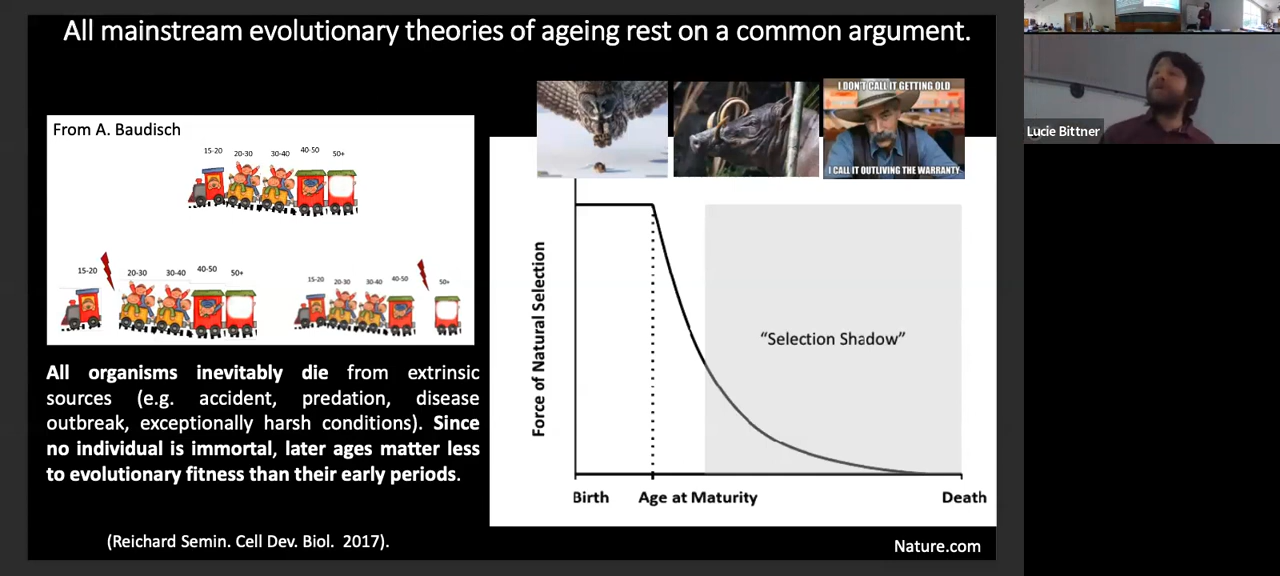 All mainstream evolutionary theories of ageing rest on a common argument.
From A. Baudisch
15-20 20-30 30-40 40-50 50+
15-20 20-30 30-40 40-50 50+
15-20 20-30 30-40 40-50 50+
All organisms inevitably die from extrinsic
sources (e.g. accident, predation, disease
outbreak, exceptionally harsh conditions). Since
no individual is immortal, later ages matter less
to evolutionary fitness than their early periods.
(Reichard Semin. Cell Dev. Biol. 2017).
I DON'T CALL IT GETTING OLD
I CALL IT OUTLIVING THE WARRANTY
Force of Natural Selection
“Selection Shadow”
Birth Age at Maturity Death
Nature.com
Lucie Bittner